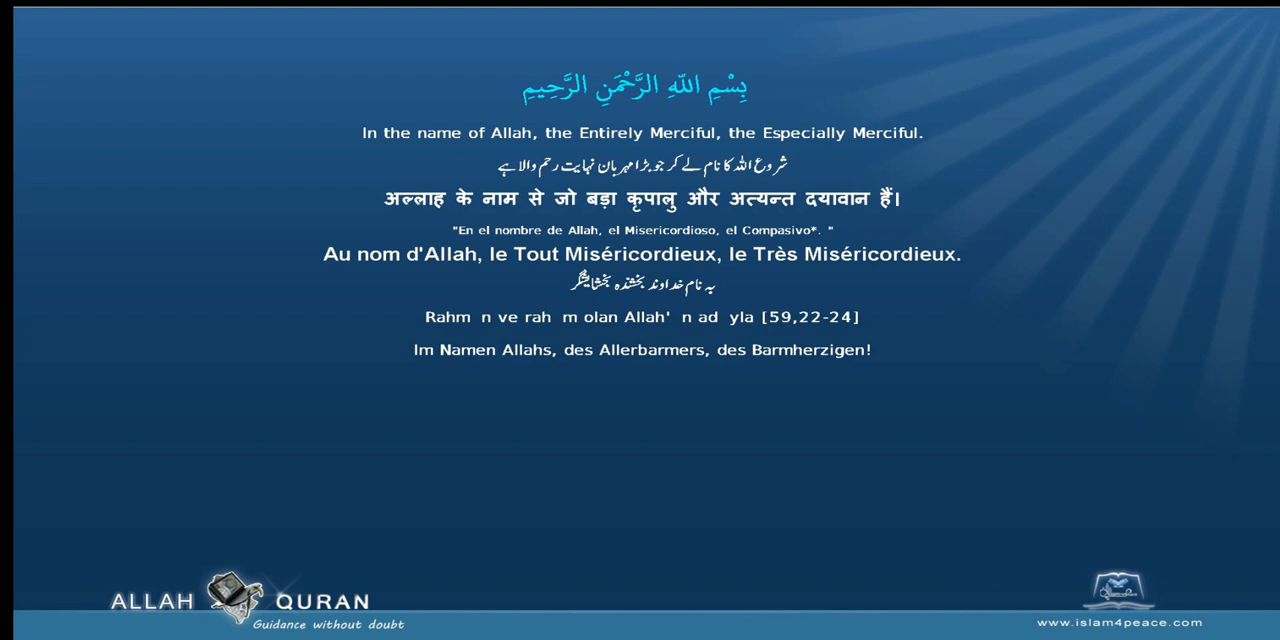 بِسْمِ اللّٰهِ الرَّحْمَنِ الرَّحِيمِ
In the name of Allah, the Entirely Merciful, the Especially Merciful.
شروع اللہ کا نام لے کر جو بڑا مہربان نہایت رحم والا ہے
अल्लाह के नाम से जो बड़ा कृपालु और अत्यन्त दयावान हैं।
"En el nombre de Allah, el Misericordioso, el Compasivo*. "
Au nom d'Allah, le Tout Miséricordieux, le Très Miséricordieux.
به نام خداوند بخشنده بخشایشگر
Rahm n ve rah m olan Allah' n ad yla [59,22-24]
Im Namen Allahs, des Allerbarmers, des Barmherzigen!
ALLAH QURAN
Guidance without doubt
www.islam4peace.com